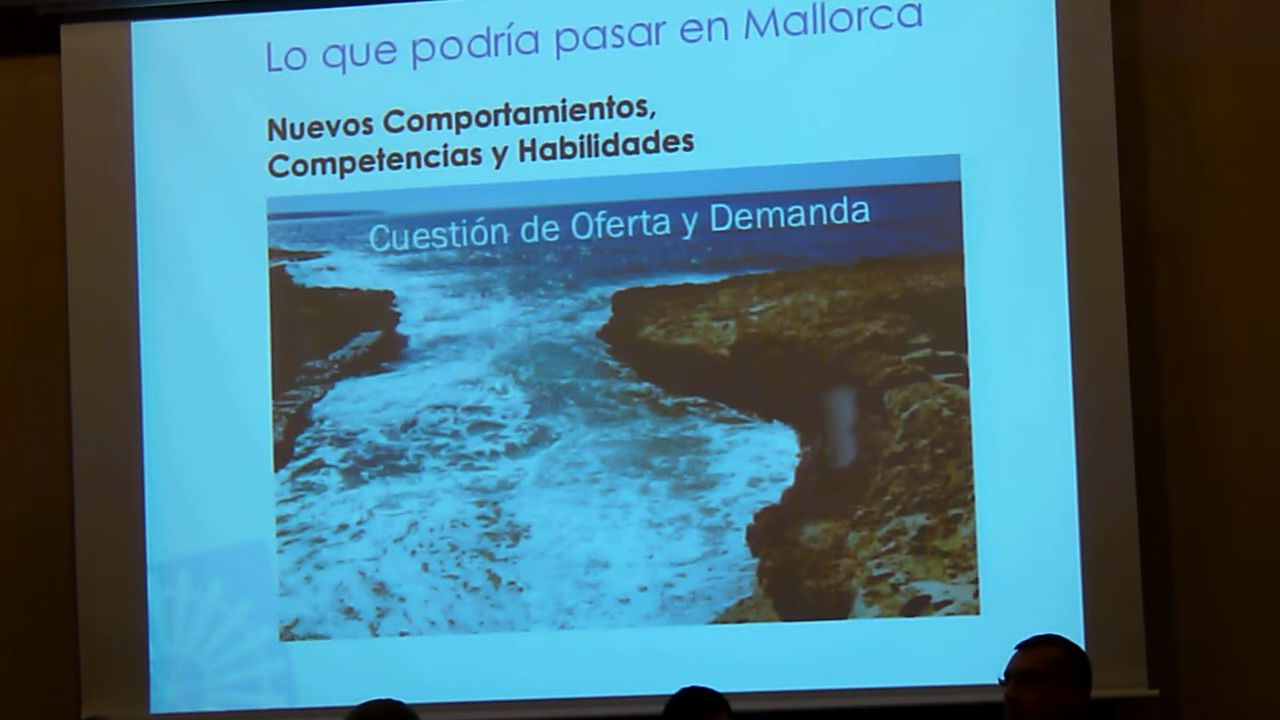 Lo que podría pasar en Mallorca
Nuevos Comportamientos,
Competencias y Habilidades
Cuestión de Oferta y Demanda